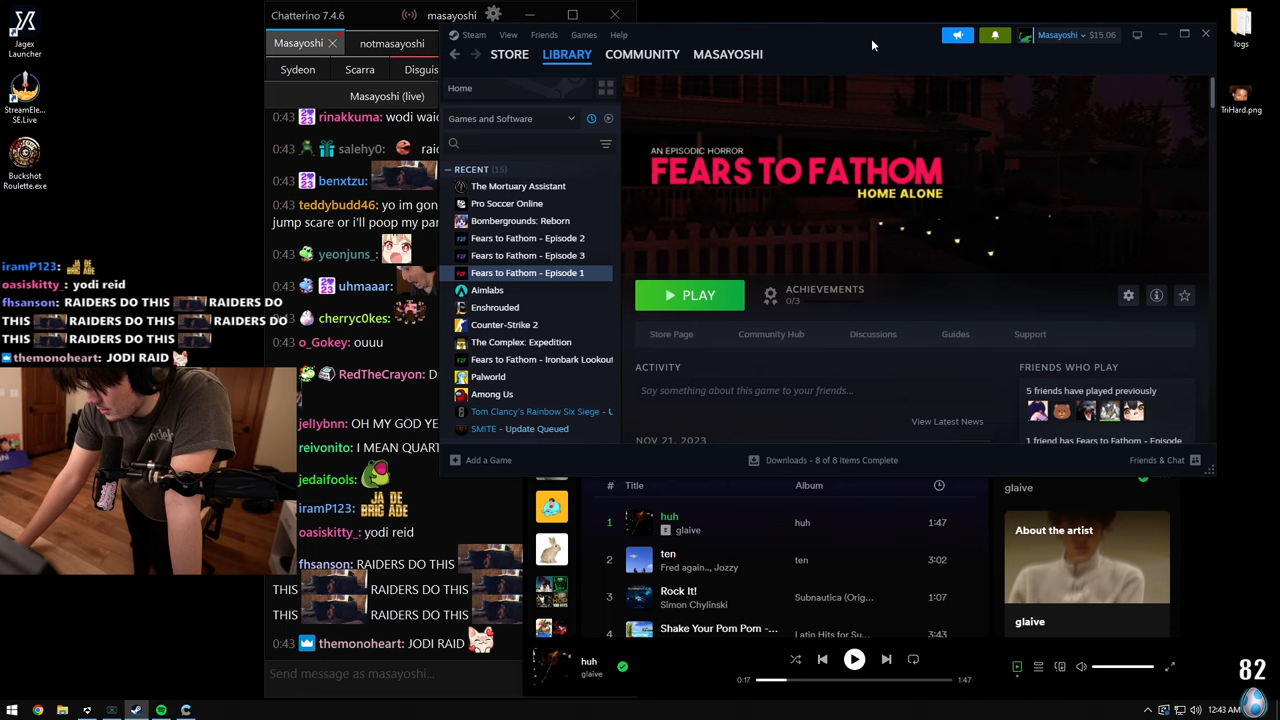 Jagex
Launcher
StreamEle...
SE.Live
Buckshot
Roulette.exe
logs
TriHard.png
Chatterino 7.4.6
masayoshi
Masayoshi
notmasayoshi
Sydeon
Scarra
Disguis
Masayoshi (live)
0:43 rinakkuma: wodi waid
0:43 salehy0: raid
0:43 benxtzu:
0:43 teddybudd46: yo im gon
jump scare or i'll poop my pan
0:43 yeonjuns_:
0:43 uhmaaar:
0:43 cherryc0kes:
0:43 o_Gokey: ouuu
0:43 RedTheCrayon: D
jellybnn: OH MY GOD YE
reivonito: I MEAN QUART
jedaifools:
iramP123: JA DE
BRIG ADE
oasiskitty_: yodi reid
fhsanson: RAIDERS DO THIS
THIS RAIDERS DO THIS RAIDERS DO
THIS RAIDERS DO THIS
0:43 themonoheart: JODI RAID
Send message as masayoshi...
iramP123: JA DE
BRIG ADE
oasiskitty_: yodi reid
fhsanson: RAIDERS DO THIS RAIDERS DO
THIS RAIDERS DO THIS RAIDERS DO
THIS RAIDERS DO THIS
themonoheart: JODI RAID
Steam View Friends Games Help
Masayoshi $15.06
STORE LIBRARY COMMUNITY MASAYOSHI
Home
Games and Software
RECENT (15)
The Mortuary Assistant
Pro Soccer Online
Bombergrounds: Reborn
Fears to Fathom - Episode 2
Fears to Fathom - Episode 3
Fears to Fathom - Episode 1
Aimlabs
Enshrouded
Counter-Strike 2
The Complex: Expedition
Fears to Fathom - Ironbark Lookout
Palworld
Among Us
Tom Clancy's Rainbow Six Siege - U
SMITE - Update Queued
AN EPISODIC HORROR
FEARS TO FATHOM
HOME ALONE
PLAY
ACHIEVEMENTS
0/3
Store Page Community Hub Discussions Guides Support
ACTIVITY
Say something about this game to your friends...
View Latest News
NOV 21, 2023
FRIENDS WHO PLAY
5 friends have played previously
1 friend has Fears to Fathom - Episode
Add a Game
Downloads - 8 of 8 Items Complete
Friends & Chat
# Title Album
1 huh huh 1:47
E glaive
2 ten ten 3:02
Fred again.., Jozzy
3 Rock It! Subnautica (Orig... 1:07
Simon Chylinski
4 Shake Your Pom Pom -... Latin Hits for Su... 3:43
glaive
About the artist
glaive
huh
glaive
0:17
1:47
82
12:43 AM